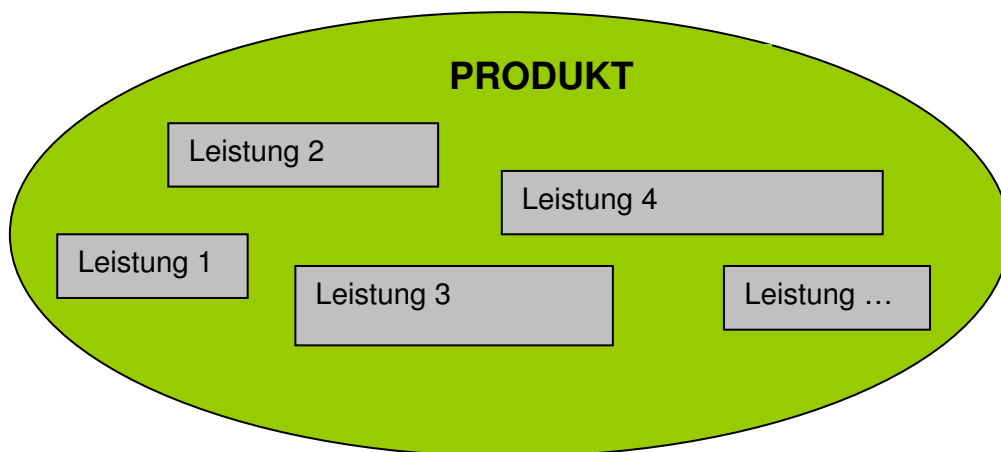 PRODUKT
Leistung 2
Leistung 4
Leistung 1
Leistung 3
Leistung …